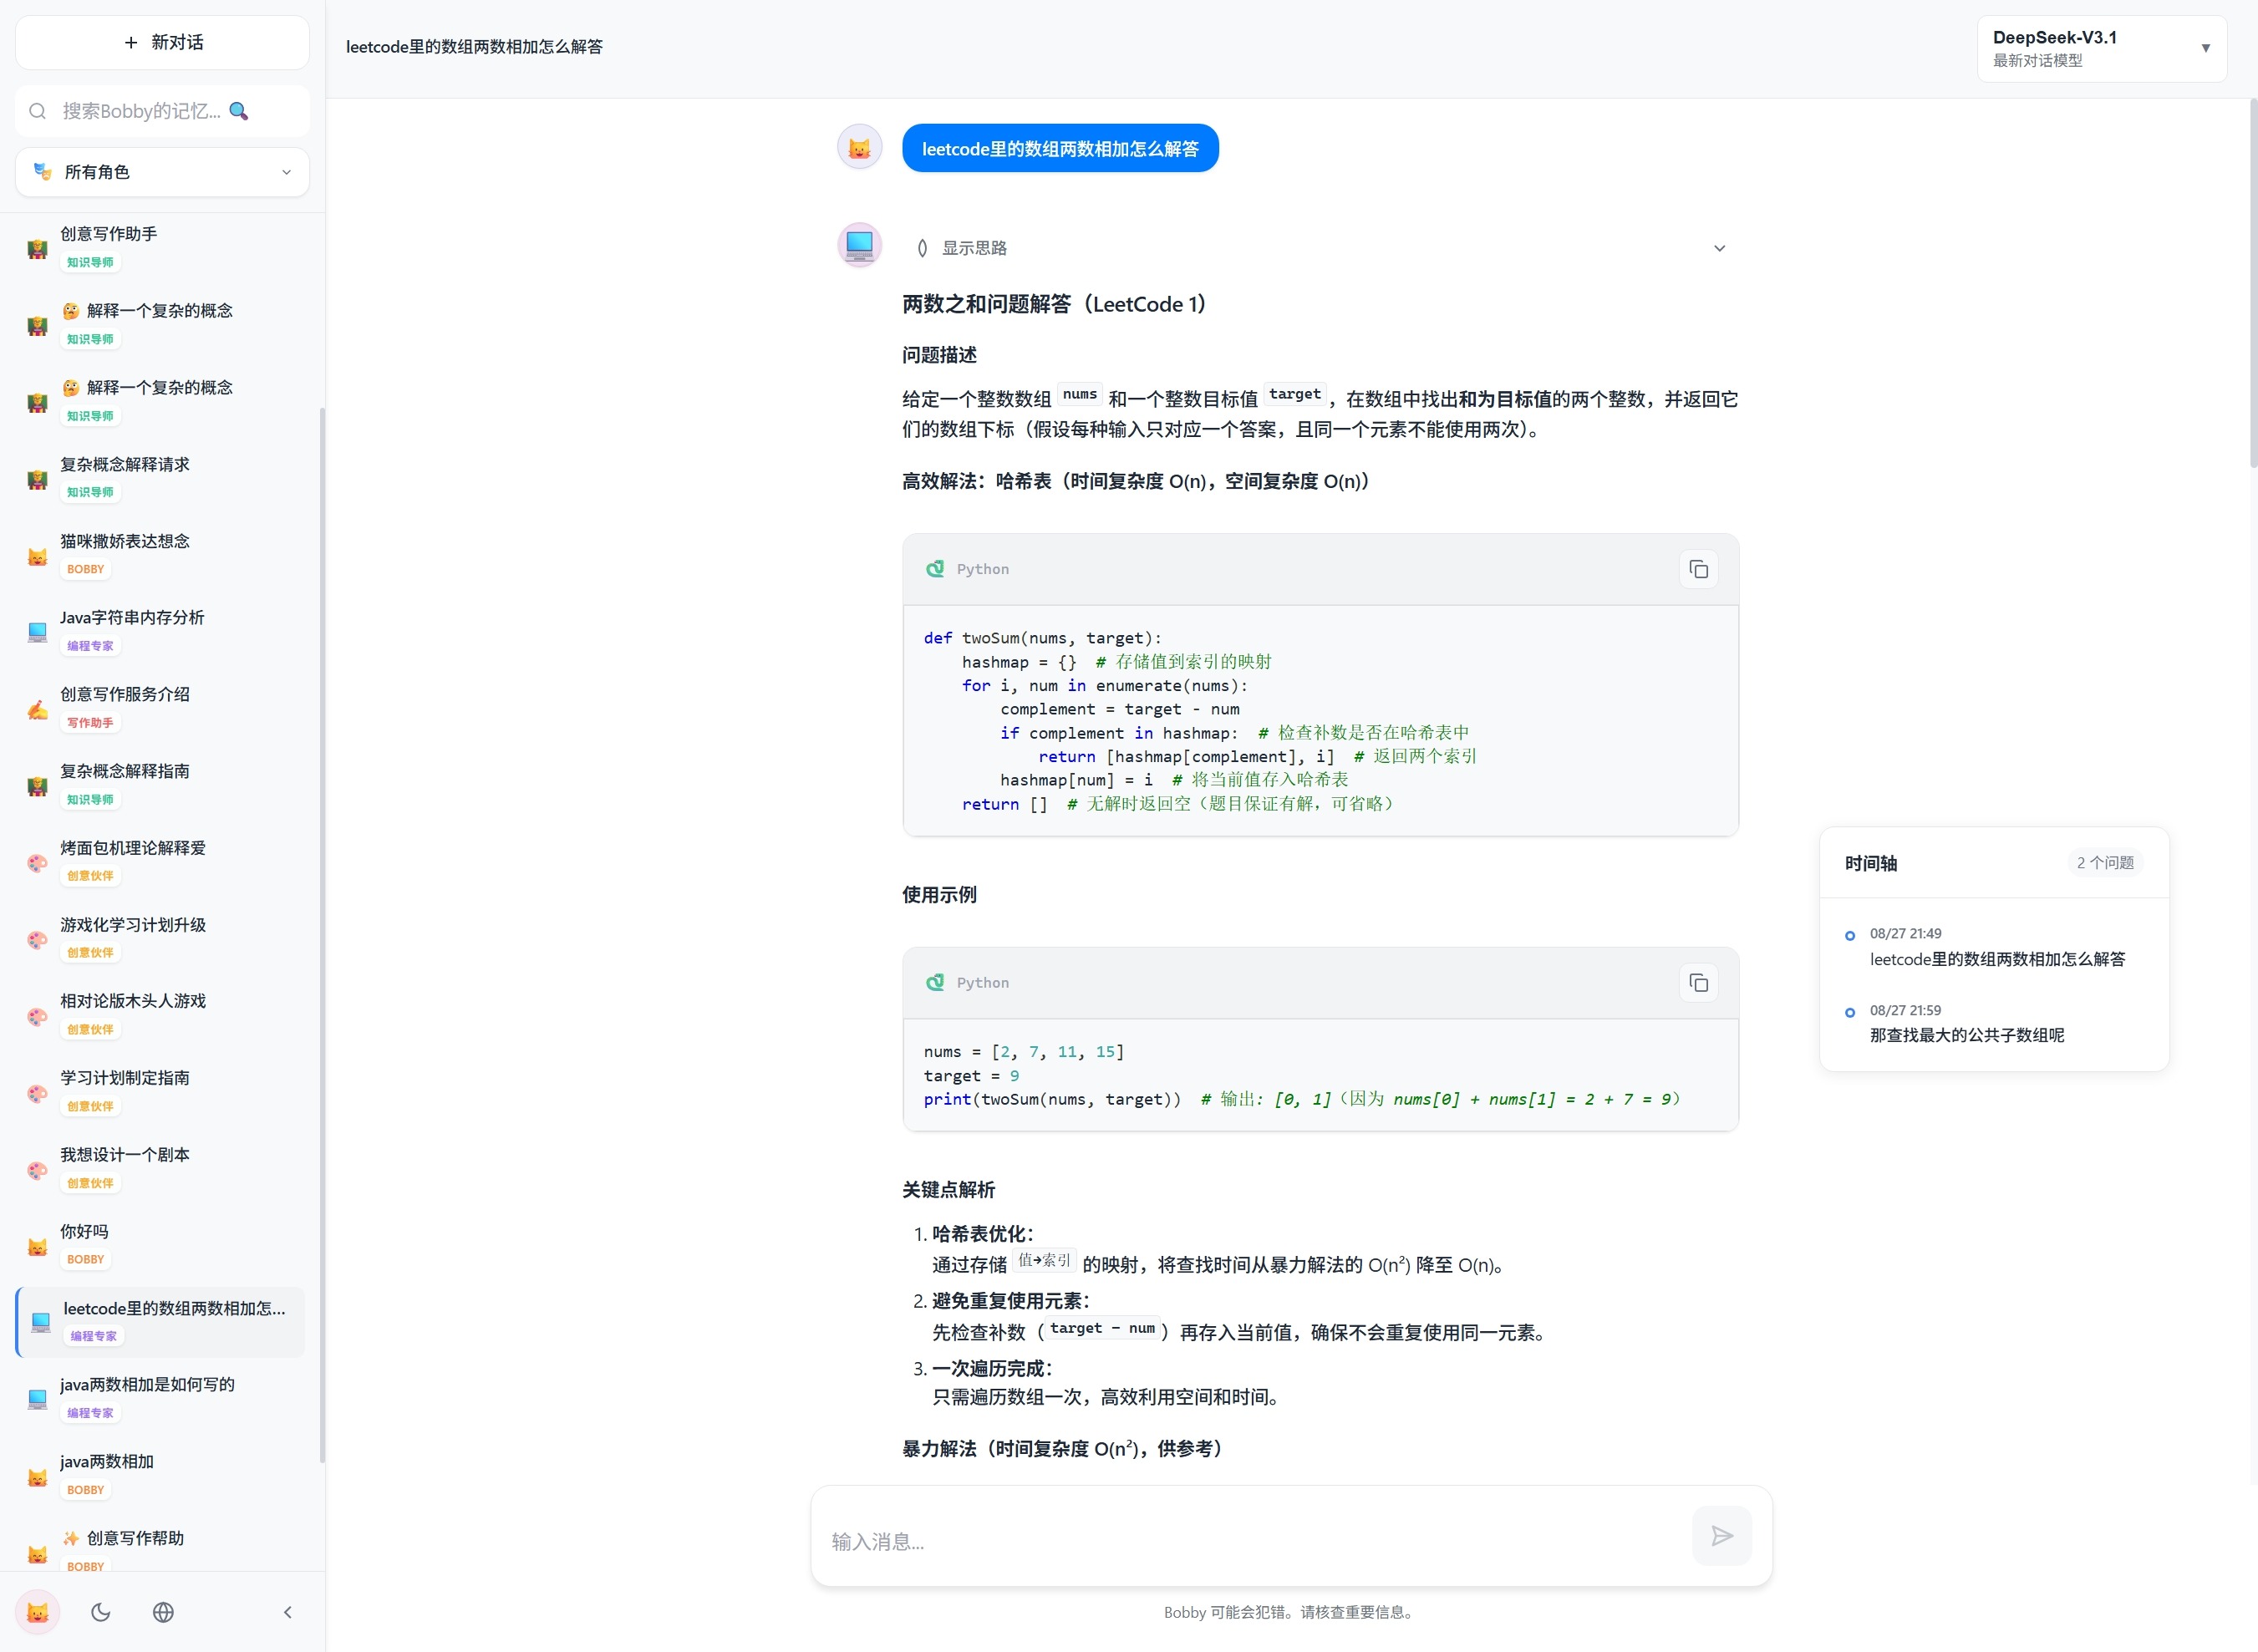 新对话
搜索Bobby的记忆...
所有角色
创意写作助手
知识导师
解释一个复杂的概念
知识导师
解释一个复杂的概念
知识导师
复杂概念解释请求
知识导师
猫咪撒娇表达想念
BOBBY
Java字符串内存分析
编程专家
创意写作服务介绍
写作助手
复杂概念解释指南
知识导师
烤面包机理论解释爱
创意伙伴
游戏化学习计划升级
创意伙伴
相对论版木头人游戏
创意伙伴
学习计划制定指南
创意伙伴
我想设计一个剧本
创意伙伴
你好吗
BOBBY
leetcode里的数组两数相加怎...
编程专家
java两数相加是如何写的
编程专家
java两数相加
BOBBY
创意写作帮助
BOBBY
leetcode里的数组两数相加怎么解答
DeepSeek-V3.1
最新对话模型
leetcode里的数组两数相加怎么解答
显示思路
两数之和问题解答（LeetCode 1）
问题描述
给定一个整数数组 nums 和一个整数目标值 target，在数组中找出和为目标值的两个整数，并返回它
们的数组下标（假设每种输入只对应一个答案，且同一个元素不能使用两次）。
高效解法：哈希表（时间复杂度 O(n)，空间复杂度 O(n)）
Python
def twoSum(nums, target):
    hashmap = {}  # 存储值到索引的映射
    for i, num in enumerate(nums):
        complement = target - num
        if complement in hashmap:  # 检查补数是否在哈希表中
            return [hashmap[complement], i]  # 返回两个索引
        hashmap[num] = i  # 将当前值存入哈希表
    return []  # 无解时返回空（题目保证有解，可省略）
使用示例
Python
nums = [2, 7, 11, 15]
target = 9
print(twoSum(nums, target))  # 输出: [0, 1]（因为 nums[0] + nums[1] = 2 + 7 = 9）
关键点解析
1. 哈希表优化：
通过存储 值→索引 的映射，将查找时间从暴力解法的 O(n²) 降至 O(n)。
2. 避免重复使用元素：
先检查补数（target - num）再存入当前值，确保不会重复使用同一元素。
3. 一次遍历完成：
只需遍历数组一次，高效利用空间和时间。
暴力解法（时间复杂度 O(n²)，供参考）
输入消息...
Bobby 可能会犯错。请核查重要信息。
时间轴
2 个问题
08/27 21:49
leetcode里的数组两数相加怎么解答
08/27 21:59
那查找最大的公共子数组呢